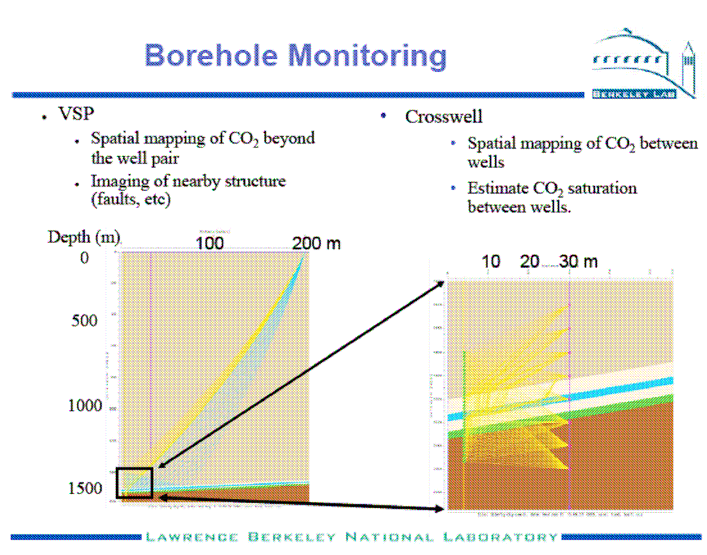 Borehole Monitoring
BERKELEY LAB
• VSP
• Spatial mapping of CO₂ beyond
the well pair
• Imaging of nearby structure
(faults, etc)
• Crosswell
• Spatial mapping of CO₂ between
wells
• Estimate CO₂ saturation
between wells.
Depth (m)
100 200 m
0
500
1000
1500
10 20 30 m
LAWRENCE BERKELEY NATIONAL LABORATORY